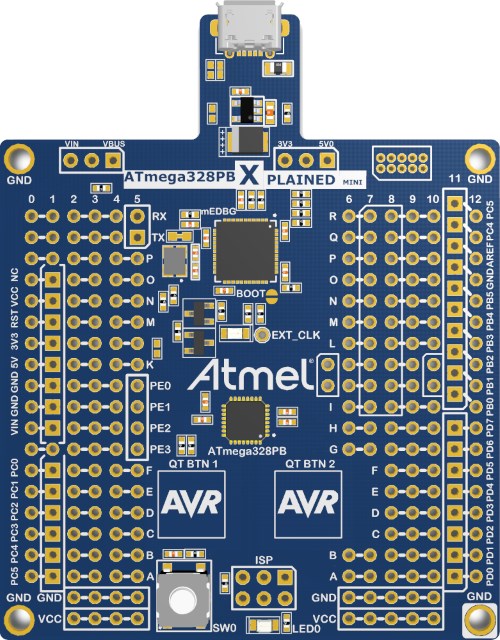 VIN VBUS
3V3 5V0
GND
ATmega328PB XPLAINED MINI
GND
0 1 2 3 4 5
6 7 8 9 10
11 12
mEDBG
RX
TX
P
O
N
M
L
K
PE0
PE1
PE2
PE3
F
E
D
C
B
A
R
Q
P
O
N
M
L
I
H
G
F
E
D
C
B
A
NC
VCC
RST
3V3
5V
GND
GND
VIN
PC0
PC1
PC2
PC3
PC4
PC5
PC5
PC4
AREF
GND
PB5
PB4
PB3
PB2
PB1
PB0
PD7
PD6
PD5
PD4
PD3
PD2
PD1
PD0
BOOT
EXT_CLK
Atmel®
ATmega328PB
QT BTN 1
QT BTN 2
AVR
AVR
ISP
SW0
LED0
GND GND
VCC
GND
VCC
GND